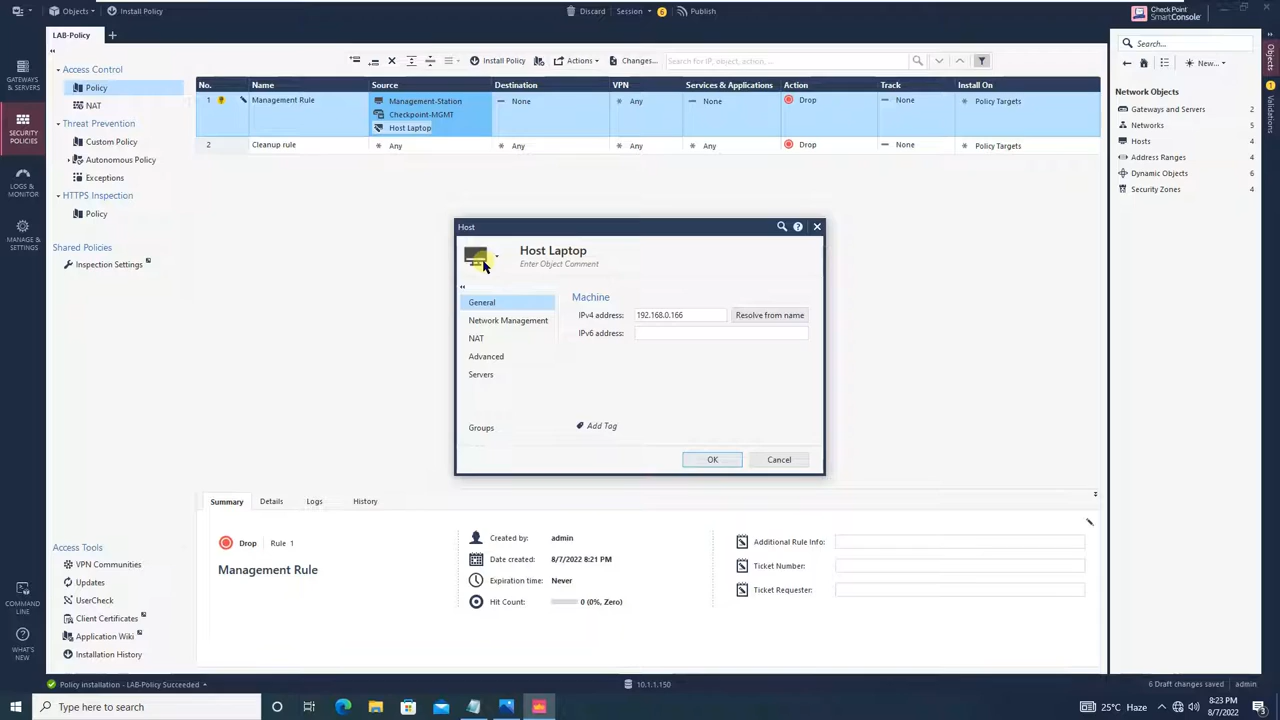 Objects
Install Policy
Discard
Session
6
Publish
Check Point
SmartConsole
LAB-Policy
GATEWAYS
& SERVERS
SECURITY
POLICIES
LOGS &
MONITOR
MANAGE &
SETTINGS
COMMAND
LINE
WHAT'S
NEW
Access Control
Policy
NAT
Threat Prevention
Custom Policy
Autonomous Policy
Exceptions
HTTPS Inspection
Policy
Shared Policies
Inspection Settings
Access Tools
VPN Communities
Updates
UserCheck
Client Certificates
Application Wiki
Installation History
Install Policy
Actions
Changes...
Search for IP, object, action, ...
No. Name Source Destination VPN Services & Applications Action Track Install On
1 Management Rule Management-Station None Any None Drop None Policy Targets
Checkpoint-MGMT
Host Laptop
2 Cleanup rule Any Any Any Any Drop None Policy Targets
Host
Host Laptop
Enter Object Comment
General
Network Management
NAT
Advanced
Servers
Groups
Machine
IPv4 address: 192.168.0.166 Resolve from name
IPv6 address:
Add Tag
OK Cancel
Summary Details Logs History
Drop Rule 1
Management Rule
Created by: admin
Date created: 8/7/2022 8:21 PM
Expiration time: Never
Hit Count: 0 (0%, Zero)
Additional Rule Info:
Ticket Number:
Ticket Requester:
Search...
New...
Network Objects
Gateways and Servers 2
Networks 5
Hosts 4
Address Ranges 4
Dynamic Objects 6
Security Zones 4
Objects
1
Validations
Policy installation - LAB-Policy Succeeded
10.1.1.150
6 Draft changes saved
admin
Type here to search
25°C Haze
8:23 PM
8/7/2022
3